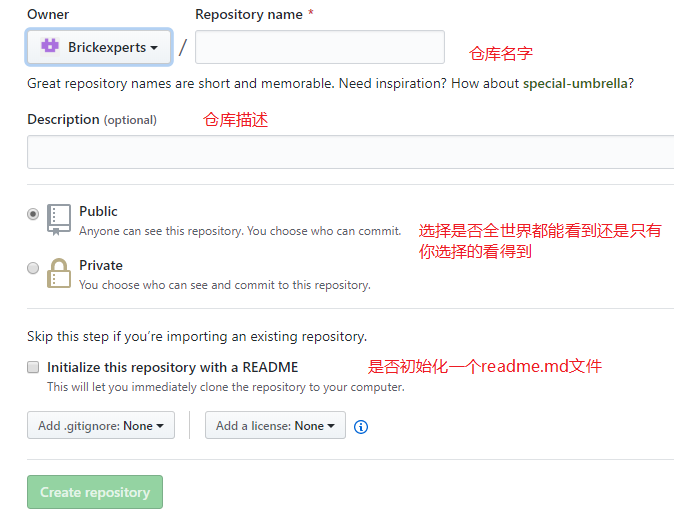 Owner Repository name *
Brickexperts / 仓库名字
Great repository names are short and memorable. Need inspiration? How about special-umbrella?
Description (optional) 仓库描述
Public
Anyone can see this repository. You choose who can commit.
选择是否全世界都能看到还是只有
你选择的看得到
Private
You choose who can see and commit to this repository.
Skip this step if you’re importing an existing repository.
Initialize this repository with a README 是否初始化一个readme.md文件
This will let you immediately clone the repository to your computer.
Add .gitignore: None Add a license: None
Create repository